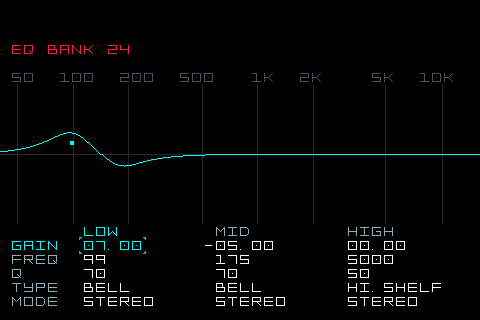 EQ BANK 24
50 100 200 500 1K 2K 5K 10K
LOW MID HIGH
GAIN 07.00 -05.00 00.00
FREQ 99 175 5000
Q 70 70 50
TYPE BELL BELL HI.SHELF
MODE STEREO STEREO STEREO